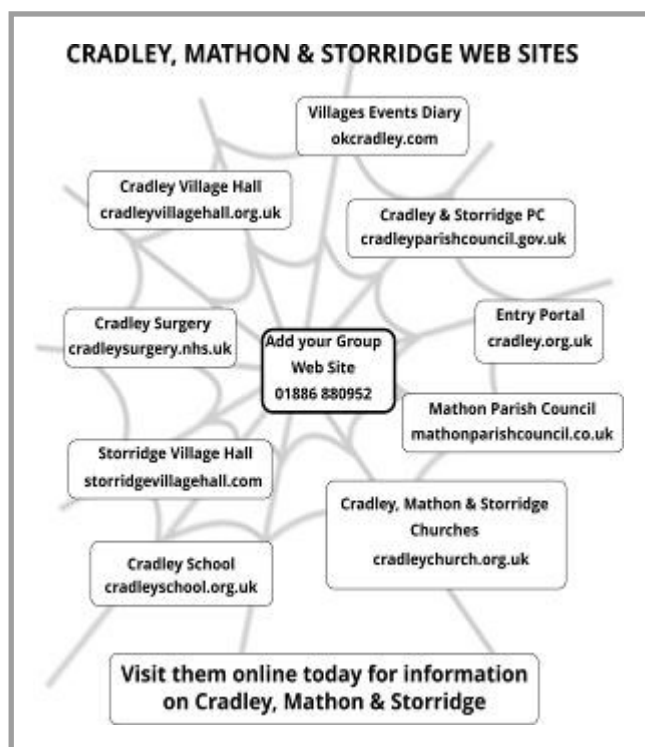 CRADLEY, MATHON & STORRIDGE WEB SITES
Villages Events Diary
okcradley.com
Cradley Village Hall
cradleyvillagehall.org.uk
Cradley & Storridge PC
cradleyparishcouncil.gov.uk
Entry Portal
cradley.org.uk
Cradley Surgery
cradleysurgery.nhs.uk
Add your Group
Web Site
01886 880952
Mathon Parish Council
mathonparishcouncil.co.uk
Storridge Village Hall
storridgevillagehall.com
Cradley, Mathon & Storridge
Churches
cradleychurch.org.uk
Cradley School
cradleyschool.org.uk
Visit them online today for information
on Cradley, Mathon & Storridge